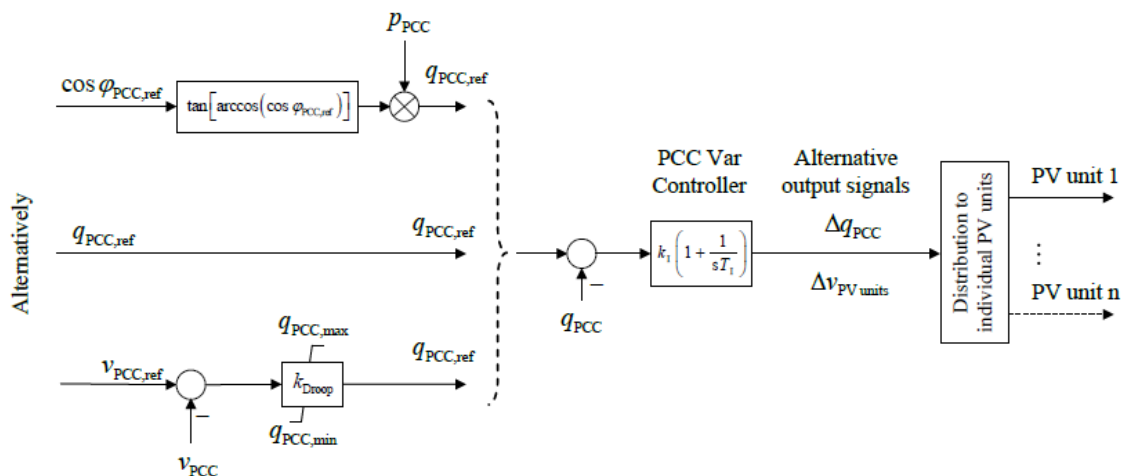 p_PCC
cos φ_PCC,ref
tan[arccos(cos φ_PCC,ref)]
q_PCC,ref
Alternatively
q_PCC,ref
q_PCC,ref
v_PCC,ref
v_PCC
−
q_PCC,max
k_Droop
q_PCC,min
q_PCC,ref
−
q_PCC
PCC Var
Controller
k_I(1 + 1/(sT_I))
Alternative
output signals
Δq_PCC
Δv_PV units
Distribution to
individual PV units
PV unit 1
⋮
PV unit n